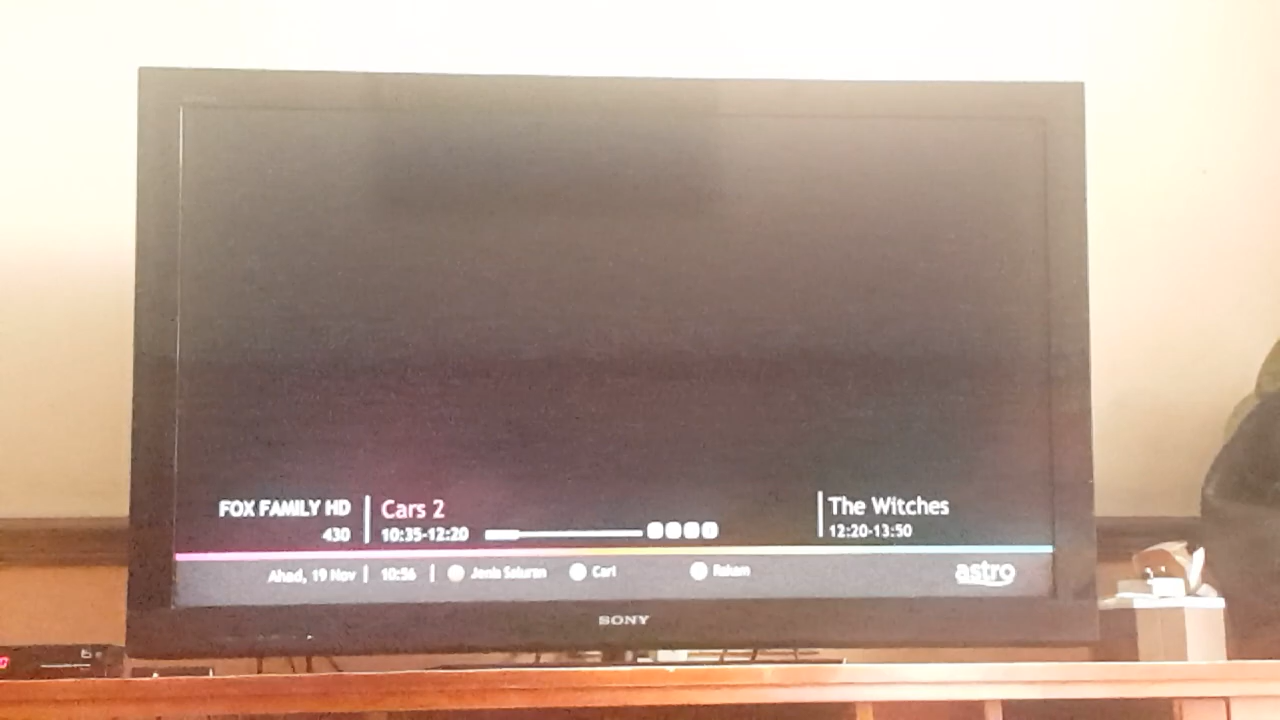 FOX FAMILY HD
430
Cars 2
10:35-12:20
The Witches
12:20-13:50
Ahad, 19 Nov
10:56
Jenis Saluran
Cari
Rakam
astro
SONY